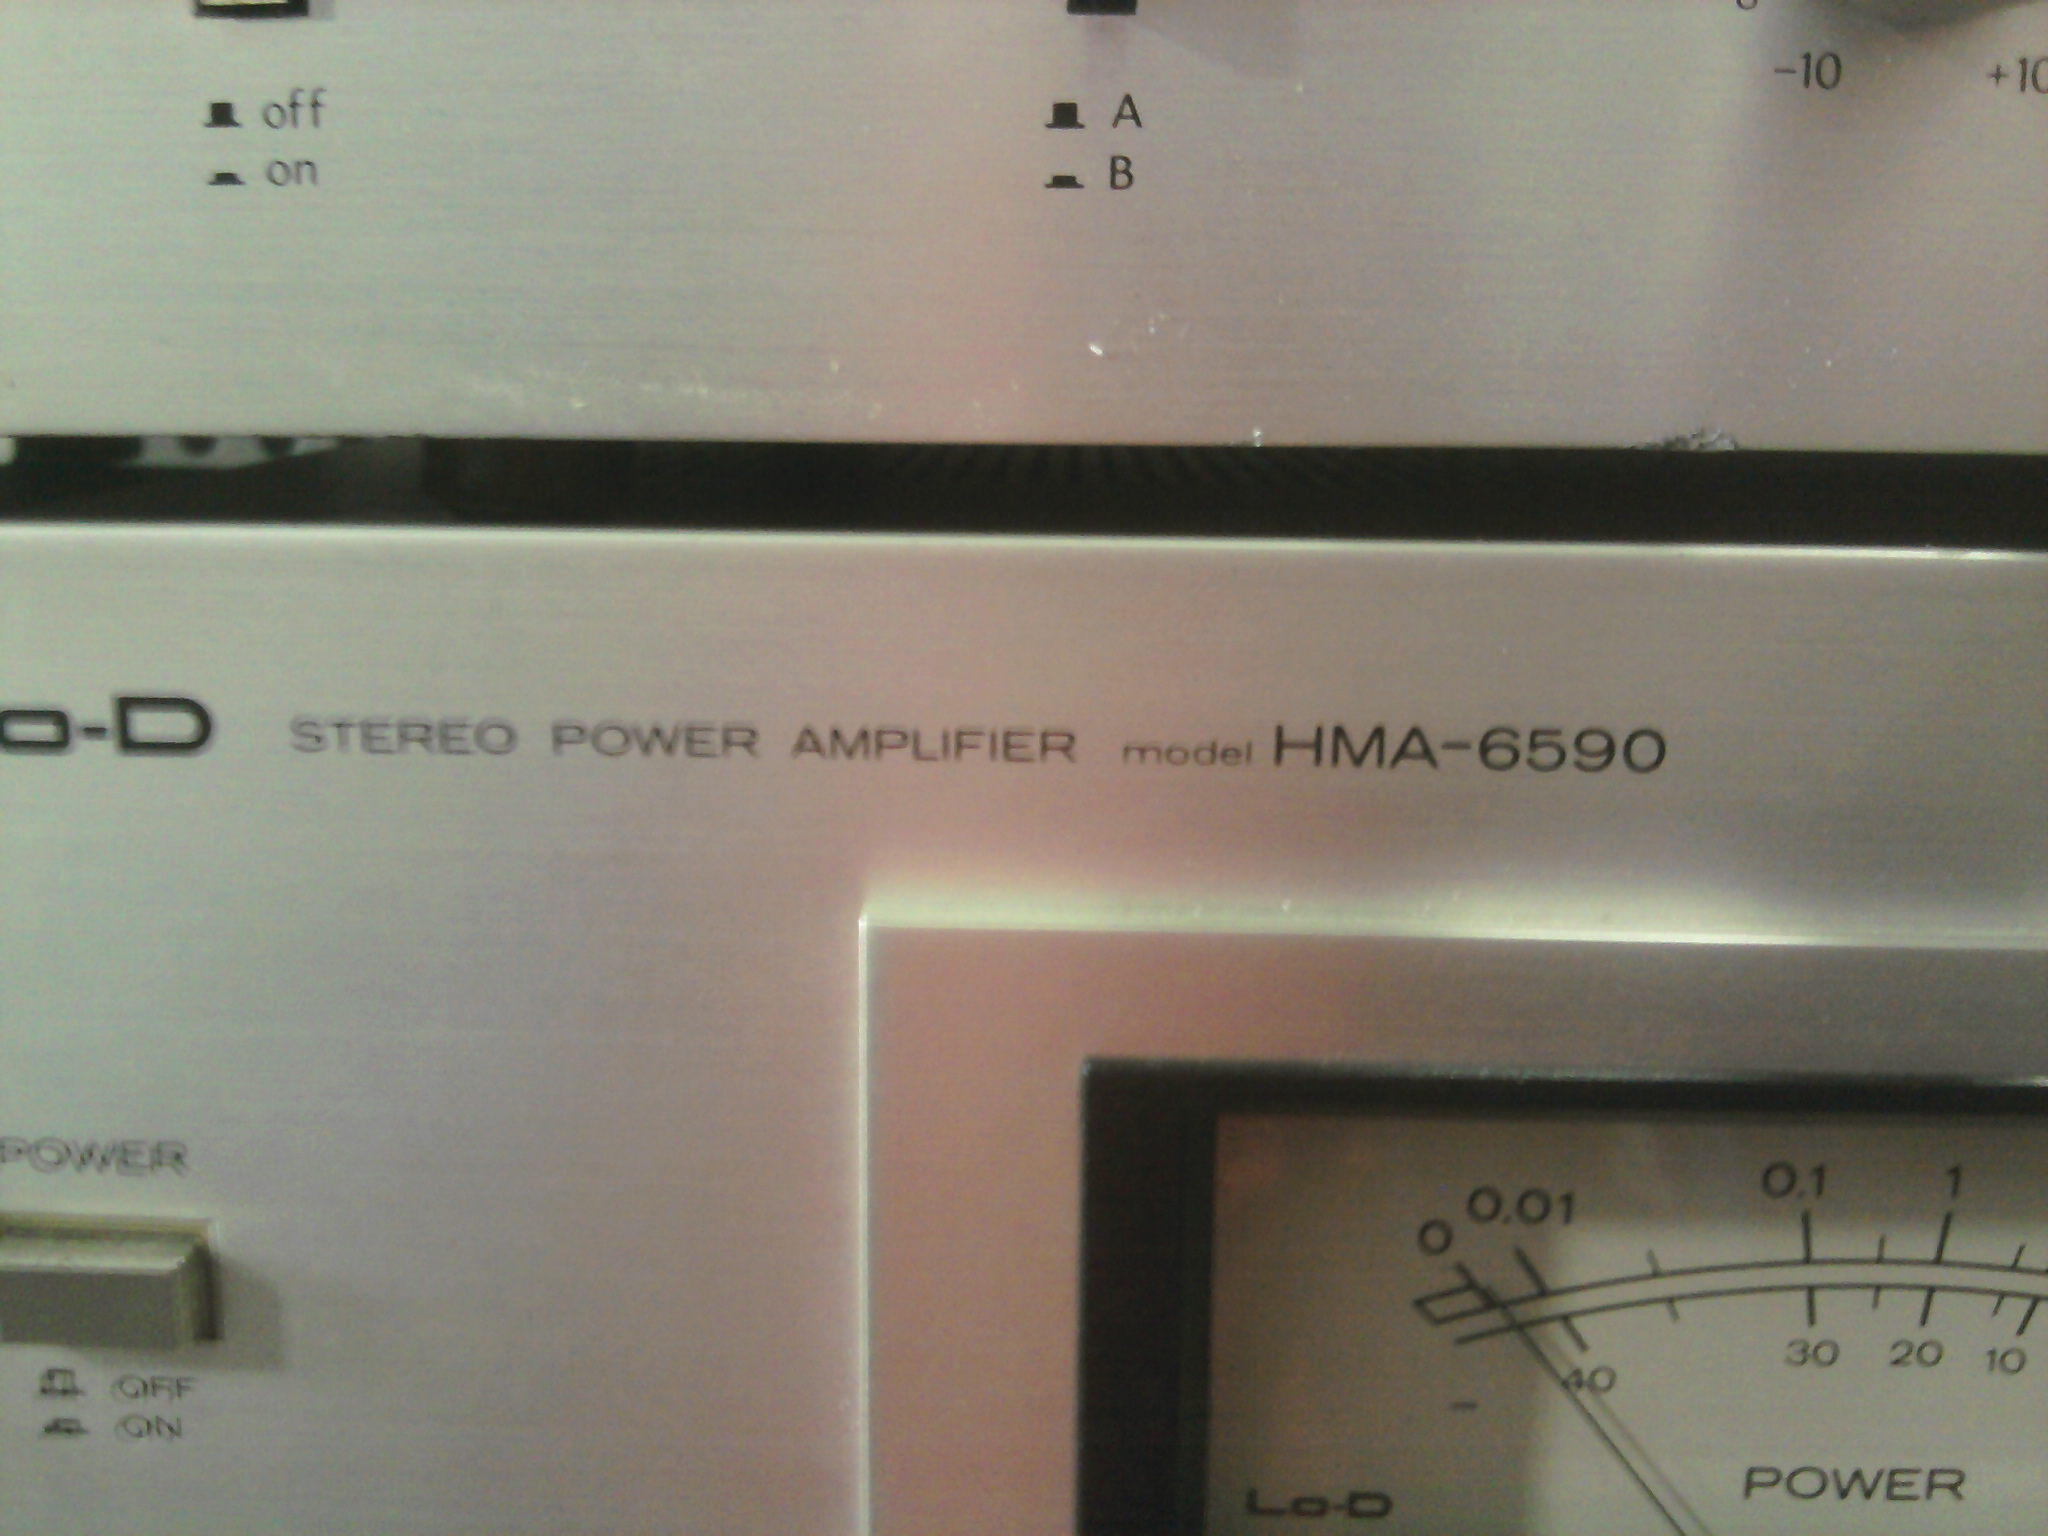 -10 +10
off A
on B
o-D STEREO POWER AMPLIFIER model HMA-6590
POWER
0 0.01 0.1 1
40 30 20 10
-
OFF
ON
POWER
Lo-D